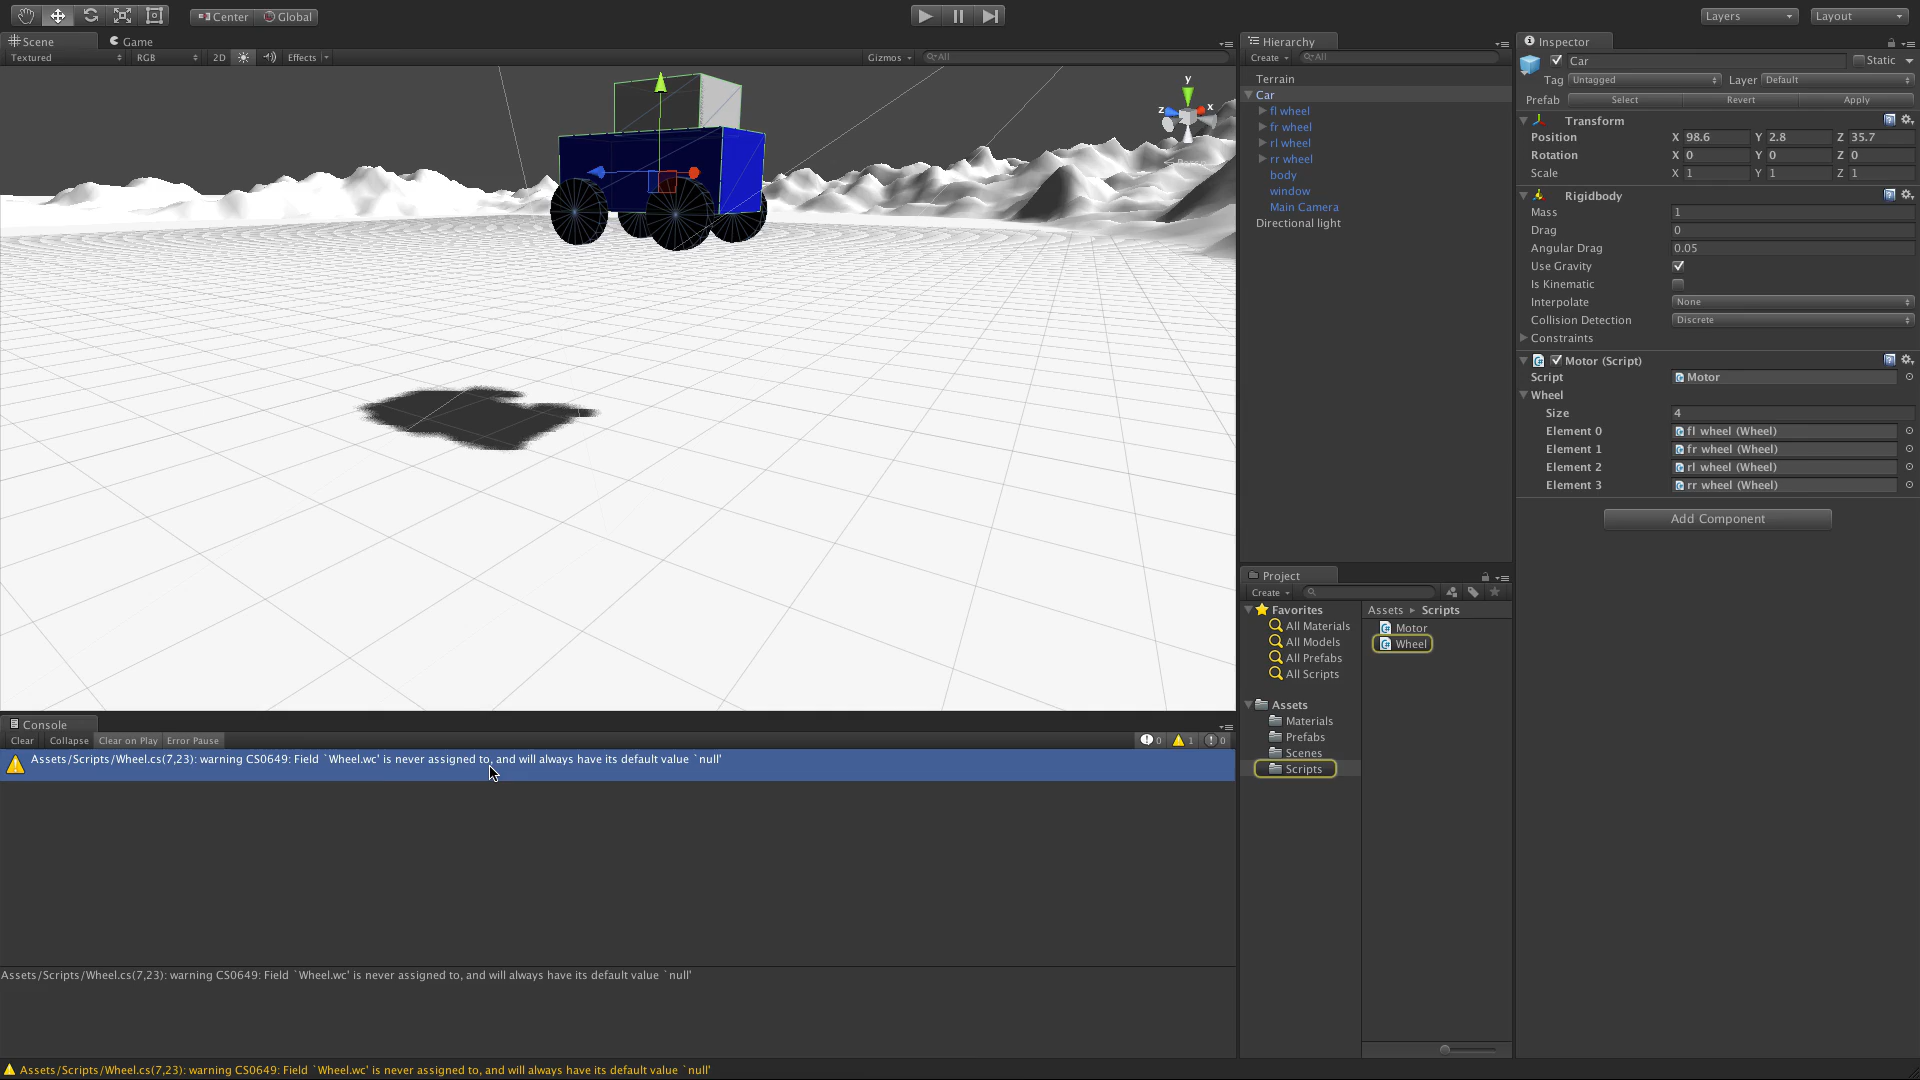 Center Global Layers Layout
Scene Game
Textured RGB 2D Effects Gizmos All
y
z x
Persp
Console
Clear Collapse Clear on Play Error Pause 0 1 0
Assets/Scripts/Wheel.cs(7,23): warning CS0649: Field `Wheel.wc' is never assigned to, and will always have its default value `null'
Assets/Scripts/Wheel.cs(7,23): warning CS0649: Field `Wheel.wc' is never assigned to, and will always have its default value `null'
Assets/Scripts/Wheel.cs(7,23): warning CS0649: Field `Wheel.wc' is never assigned to, and will always have its default value `null'
Hierarchy
Create All
Terrain
Car
fl wheel
fr wheel
rl wheel
rr wheel
body
window
Main Camera
Directional light
Project
Create
Favorites
All Materials
All Models
All Prefabs
All Scripts
Assets
Materials
Prefabs
Scenes
Scripts
Assets Scripts
Motor
Wheel
Inspector
Car Static
Tag Untagged Layer Default
Prefab Select Revert Apply
Transform
Position X 98.6 Y 2.8 Z 35.7
Rotation X 0 Y 0 Z 0
Scale X 1 Y 1 Z 1
Rigidbody
Mass 1
Drag 0
Angular Drag 0.05
Use Gravity
Is Kinematic
Interpolate None
Collision Detection Discrete
Constraints
Motor (Script)
Script Motor
Wheel
Size 4
Element 0 fl wheel (Wheel)
Element 1 fr wheel (Wheel)
Element 2 rl wheel (Wheel)
Element 3 rr wheel (Wheel)
Add Component